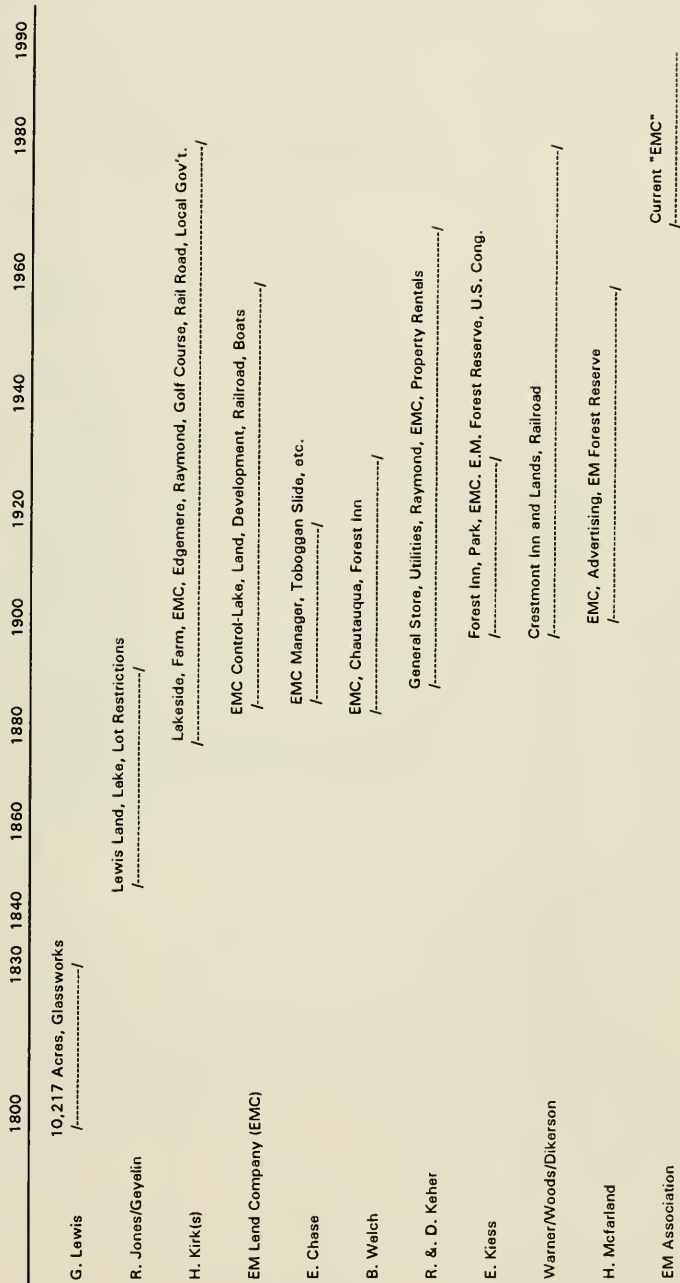 1800 1830 1840 1860 1880 1900 1920 1940 1960 1980 1990
10,217 Acres, Glassworks
G. Lewis /--------------------/
Lewis Land, Lake, Lot Restrictions
R. Jones/Geyelin /--------------------/
Lakeside, Farm, EMC, Edgemere, Raymond, Golf Course, Rail Road, Local Gov't.
H. Kirk(s) /--------------------/
EMC Control-Lake, Land, Development, Railroad, Boats
EM Land Company (EMC) /--------------------/
EMC Manager, Toboggan Slide, etc.
E. Chase /--------------------/
EMC, Chautauqua, Forest Inn
B. Welch /--------------------/
General Store, Utilities, Raymond, EMC, Property Rentals
R. &. D. Keher /--------------------/
Forest Inn, Park, EMC. E.M. Forest Reserve, U.S. Cong.
E. Kiess /--------------------/
Crestmont Inn and Lands, Railroad
Warner/Woods/Dikerson /--------------------/
EMC, Advertising, EM Forest Reserve
H. Mcfarland /--------------------/
Current "EMC"
EM Association /--------------------